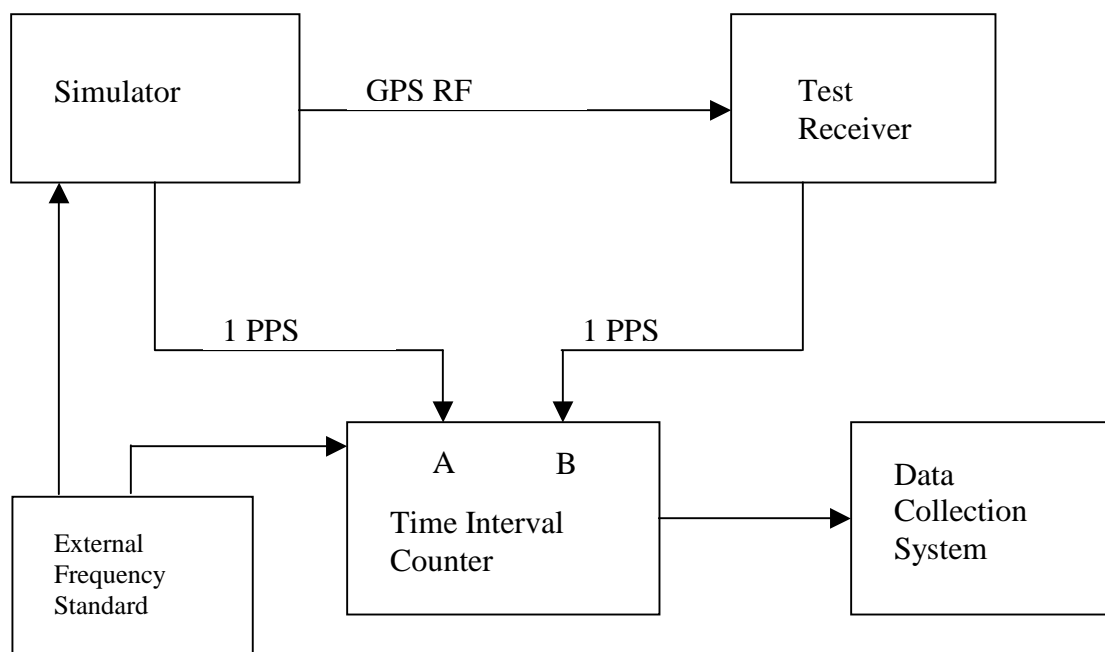 Simulator
GPS RF
Test
Receiver
1 PPS
1 PPS
A
B
Time Interval
Counter
Data
Collection
System
External
Frequency
Standard